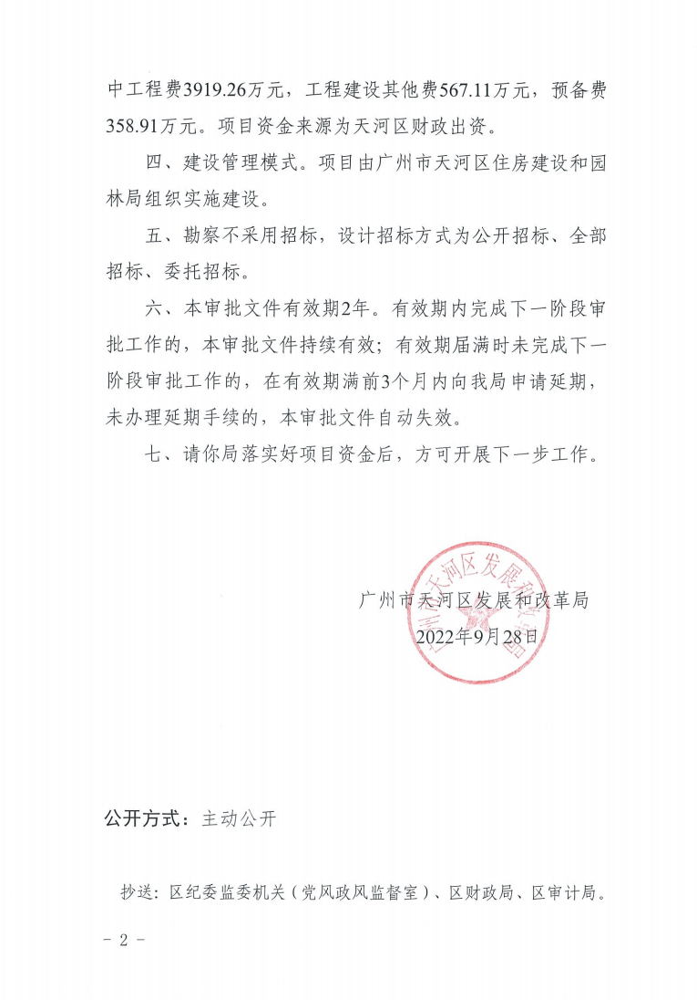 中工程费3919.26万元，工程建设其他费567.11万元，预备费
358.91万元。项目资金来源为天河区财政出资。
四、建设管理模式。项目由广州市天河区住房建设和园
林局组织实施建设。
五、勘察不采用招标，设计招标方式为公开招标、全部
招标、委托招标。
六、本审批文件有效期2年。有效期内完成下一阶段审
批工作的，本审批文件持续有效；有效期届满时未完成下一
阶段审批工作的，在有效期满前3个月内向我局申请延期，
未办理延期手续的，本审批文件自动失效。
七、请你局落实好项目资金后，方可开展下一步工作。
广州市天河区发展和改革局
广州市天河区发展和改革局
2022年9月28日
公开方式：主动公开
抄送：区纪委监委机关（党风政风监督室）、区财政局、区审计局。
- 2 -